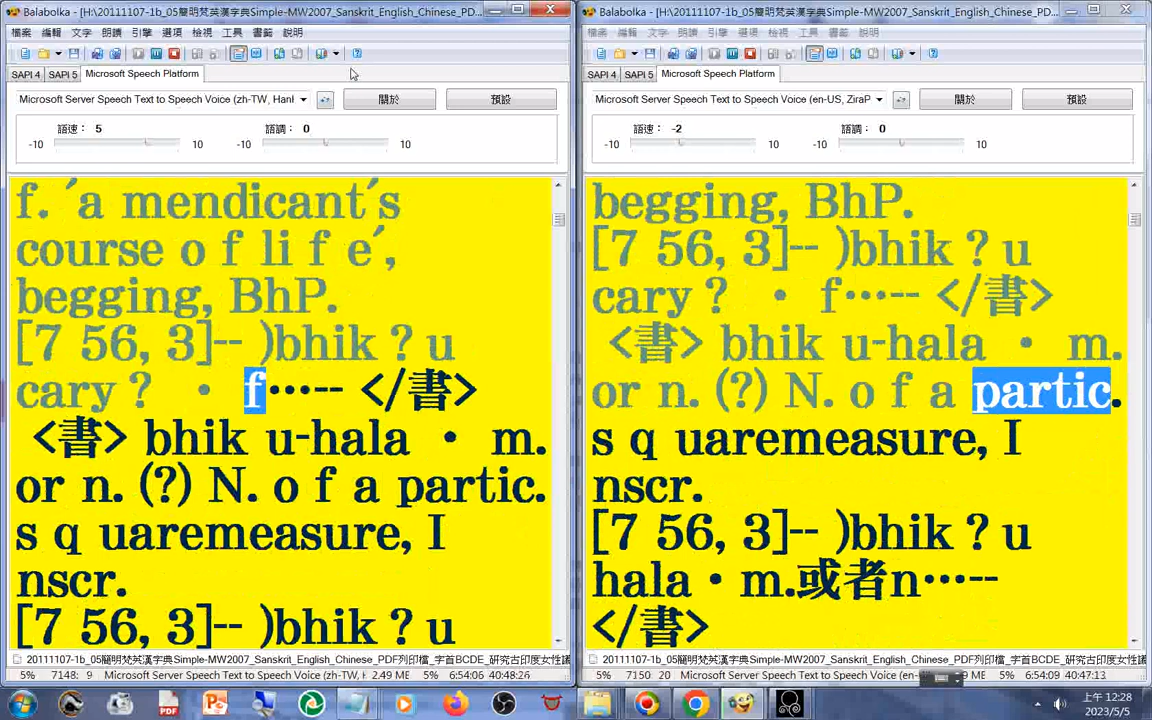 Balabolka - [H:\20111107-1b_05簡明梵英漢字典Simple-MW2007_Sanskrit_English_Chinese_PD...
檔案 編輯 文字 朗讀 引擎 選項 檢視 工具 書籤 說明
SAPI 4 SAPI 5 Microsoft Speech Platform
Microsoft Server Speech Text to Speech Voice (zh-TW, Hanl 關於 預設
語速： 5 語調： 0
-10 10 -10 10
f. ´a mendicant´s
course o f li f e´,
begging, BhP.
[7 56, 3]-- )bhik ? u
cary ? • f…-- </書>
<書> bhik u-hala • m.
or n. (?) N. o f a partic.
s q uaremeasure, I
nscr.
[7 56, 3]-- )bhik ? u
20111107-1b_05簡明梵英漢字典Simple-MW2007_Sanskrit_English_Chinese_PDF列印檔_字首BCDE_研究古印度女性議
5% 7148: 9 Microsoft Server Speech Text to Speech Voice (zh-TW, H 2.49 ME 5% 6:54:06 40:48:26
Balabolka - [H:\20111107-1b_05簡明梵英漢字典Simple-MW2007_Sanskrit_English_Chinese_PD...
檔案 編輯 文字 朗讀 引擎 選項 檢視 工具 書籤 說明
SAPI 4 SAPI 5 Microsoft Speech Platform
Microsoft Server Speech Text to Speech Voice (en-US, ZiraP 關於 預設
語速： -2 語調： 0
-10 10 -10 10
begging, BhP.
[7 56, 3]-- )bhik ? u
cary ? • f…-- </書>
<書> bhik u-hala • m.
or n. (?) N. o f a partic.
s q uaremeasure, I
nscr.
[7 56, 3]-- )bhik ? u
hala • m.或者n…--
</書>
20111107-1b_05簡明梵英漢字典Simple-MW2007_Sanskrit_English_Chinese_PDF列印檔_字首BCDE_研究古印度女性議
5% 7150 20 Microsoft Server Speech Text to Speech Voice (en-us 9 ME 5% 6:54:09 40:47:13
PDF
上午 12:28
2023/5/5